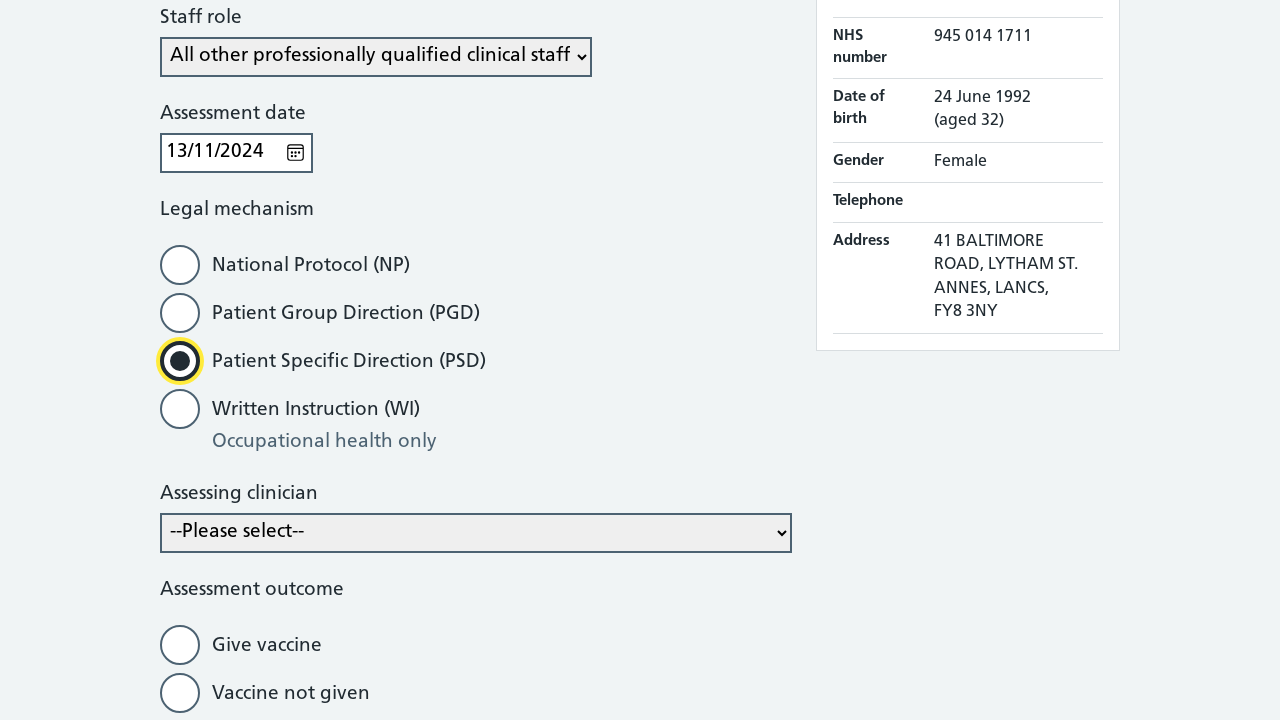 Staff role
All other professionally qualified clinical staff
Assessment date
13/11/2024
Legal mechanism
National Protocol (NP)
Patient Group Direction (PGD)
Patient Specific Direction (PSD)
Written Instruction (WI)
Occupational health only
Assessing clinician
--Please select--
Assessment outcome
Give vaccine
Vaccine not given
NHS number
945 014 1711
Date of birth
24 June 1992
(aged 32)
Gender
Female
Telephone
Address
41 BALTIMORE
ROAD, LYTHAM ST.
ANNES, LANCS,
FY8 3NY